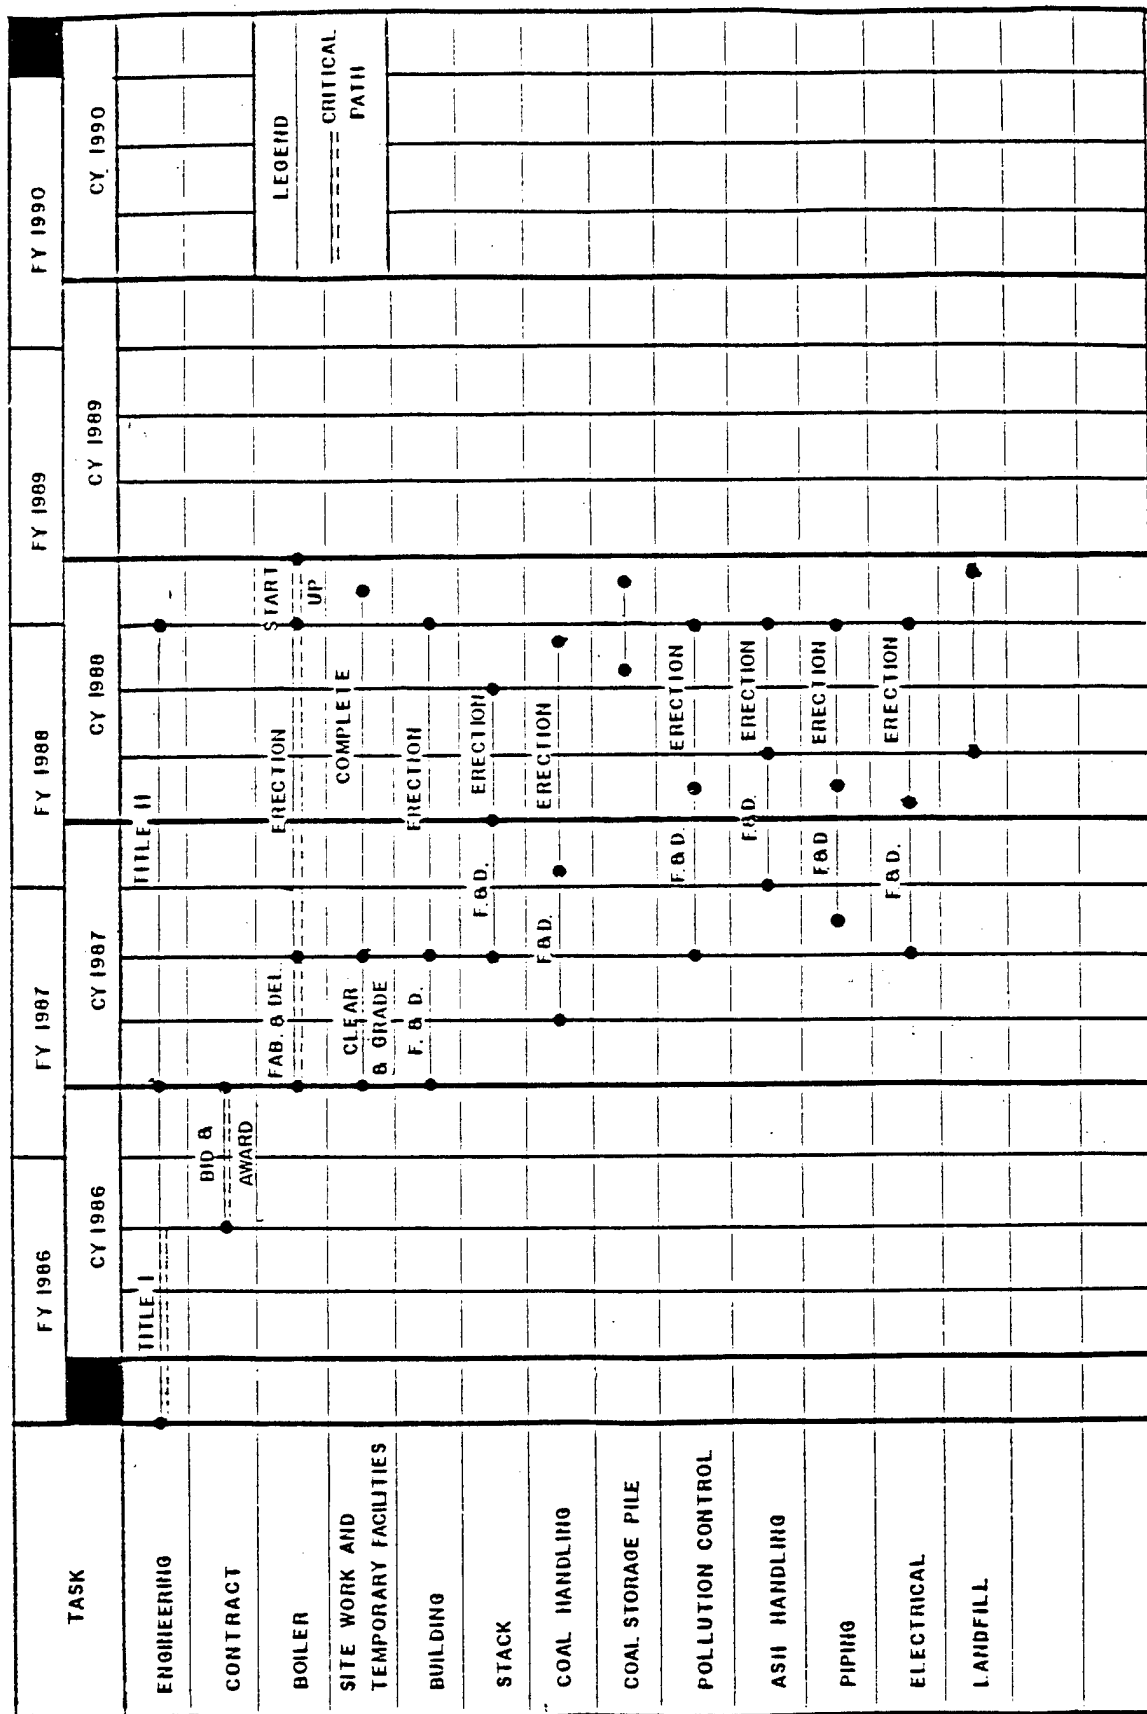 TASK
FY 1986
FY 1987
FY 1988
FY 1989
FY 1990
CY 1986
CY 1987
CY 1988
CY 1989
CY 1990
ENGINEERING
TITLE I
TITLE II
CONTRACT
BID &
AWARD
BOILER
FAB. & DEL.
ERECTION
START
UP
SITE WORK AND
TEMPORARY FACILITIES
CLEAR
& GRADE
COMPLETE
BUILDING
F. & D.
ERECTION
STACK
F.& D.
ERECTION
COAL HANDLING
F.& D.
ERECTION
COAL STORAGE PILE
POLLUTION CONTROL
F.& D.
ERECTION
ASH HANDLING
F.& D.
ERECTION
PIPING
F.& D
ERECTION
ELECTRICAL
F.& D.
ERECTION
LANDFILL
LEGEND
CRITICAL
PATH